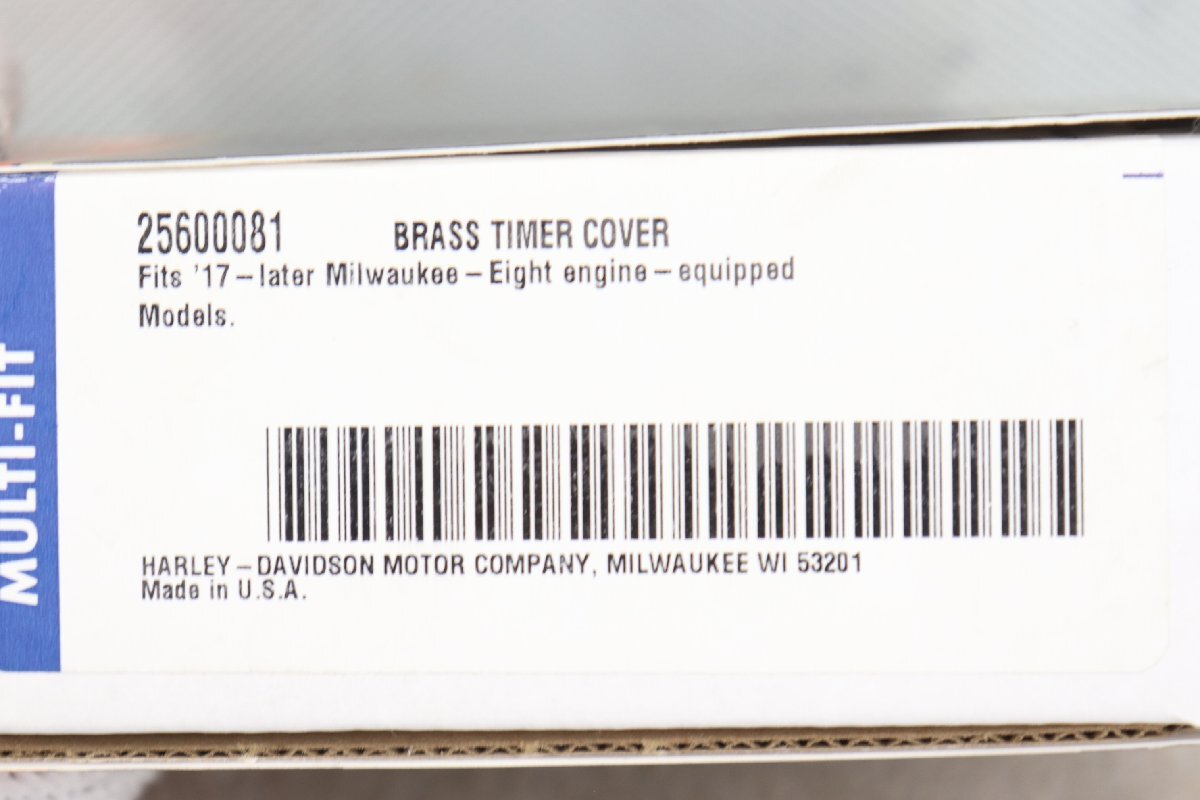 25600081 BRASS TIMER COVER
Fits '17-later Milwaukee-Eight engine-equipped
Models.
MULTI-FIT
HARLEY-DAVIDSON MOTOR COMPANY, MILWAUKEE WI 53201
Made in U.S.A.